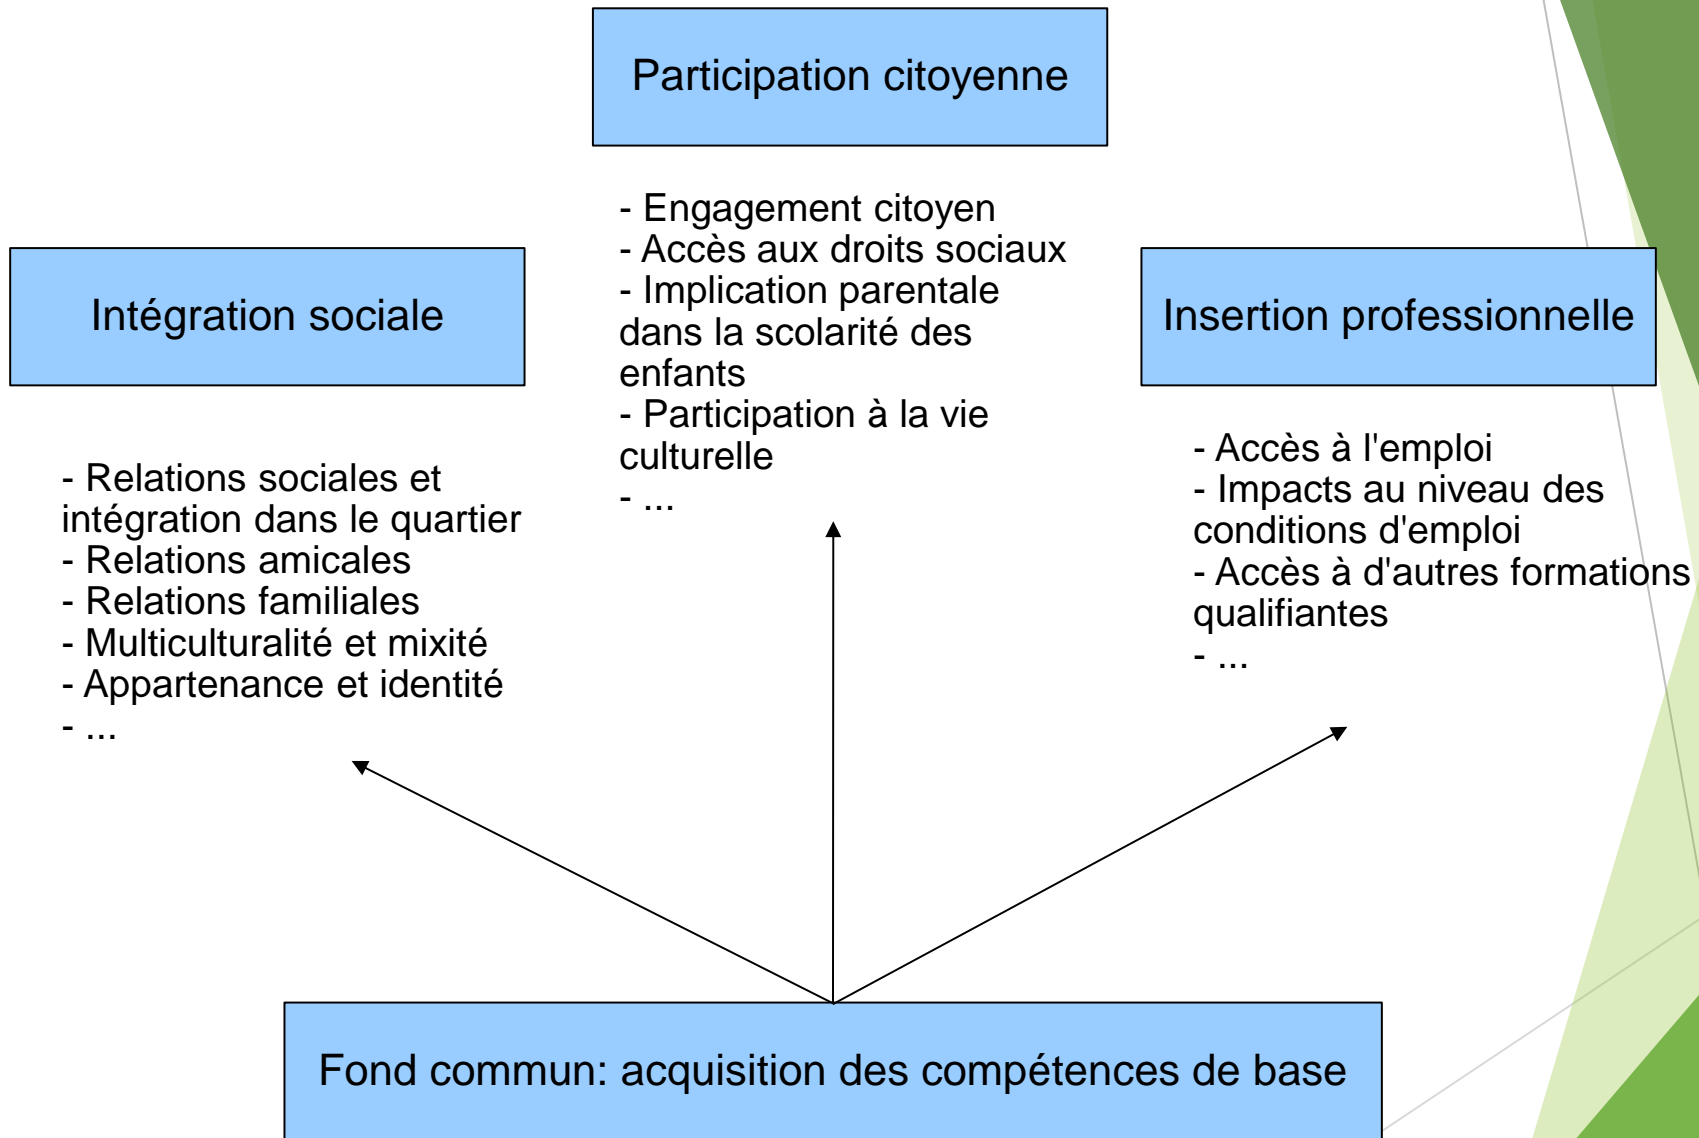 Participation citoyenne
- Engagement citoyen
- Accès aux droits sociaux
- Implication parentale
dans la scolarité des
enfants
- Participation à la vie
culturelle
- ...
Intégration sociale
- Relations sociales et
intégration dans le quartier
- Relations amicales
- Relations familiales
- Multiculturalité et mixité
- Appartenance et identité
- ...
Insertion professionnelle
- Accès à l'emploi
- Impacts au niveau des
conditions d'emploi
- Accès à d'autres formations
qualifiantes
- ...
Fond commun: acquisition des compétences de base